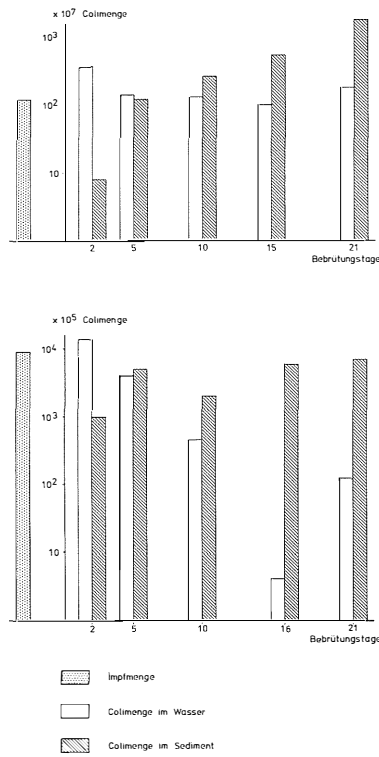 x 10⁷ Colimenge
10³
10²
10
2 5 10 15 21
Bebrütungstage
x 10⁵ Colimenge
10⁴
10³
10²
10
2 5 10 16 21
Bebrütungstage
Impfmenge
Colimenge im Wasser
Colimenge im Sediment